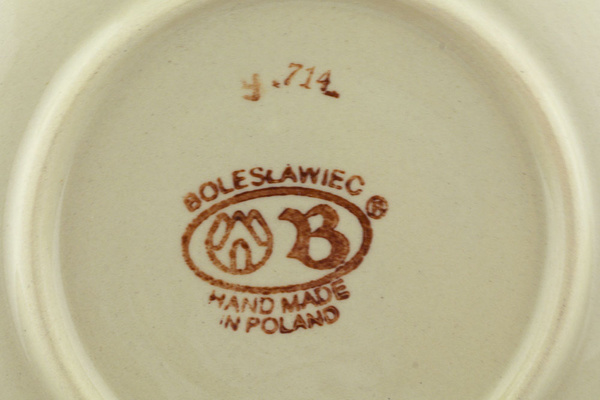 .714
BOLESŁAWIEC ®
B
HAND MADE
IN POLAND